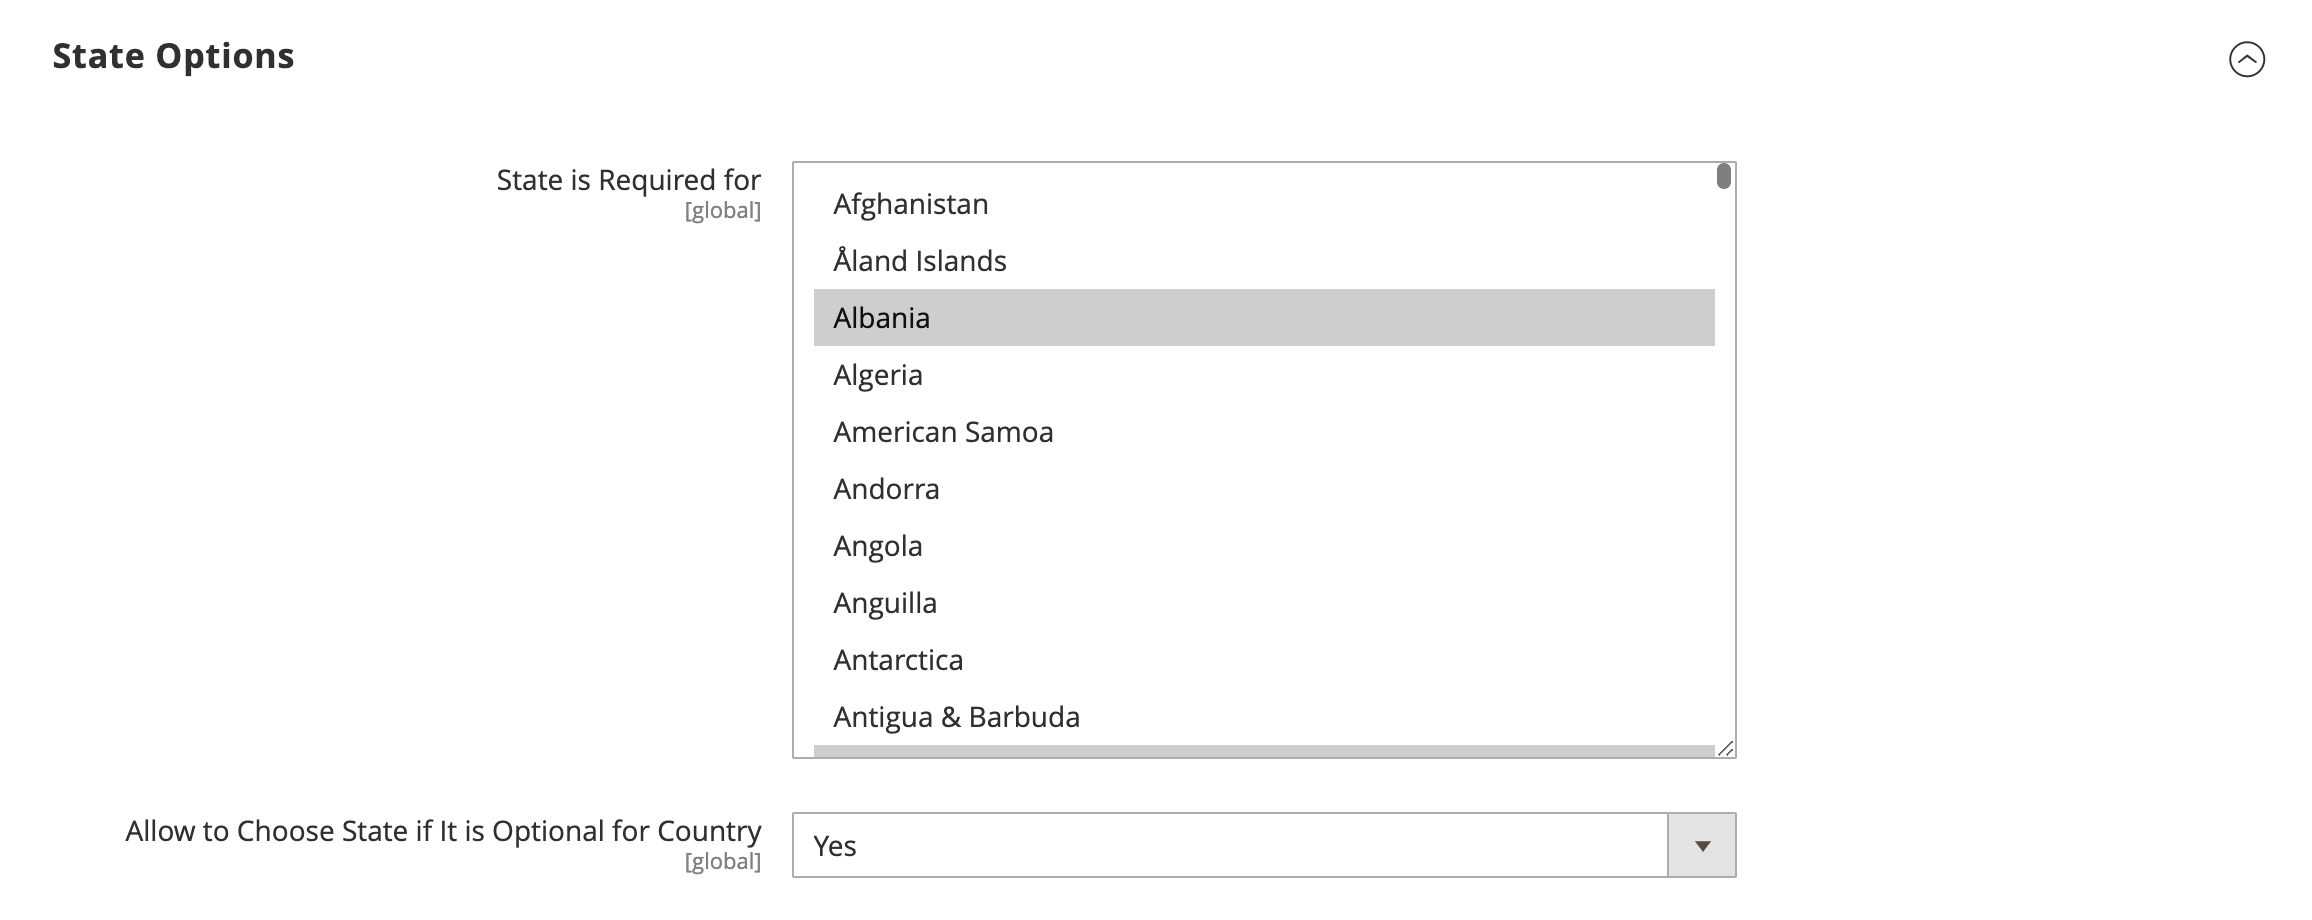 State Options
State is Required for
[global]
Afghanistan
Åland Islands
Albania
Algeria
American Samoa
Andorra
Angola
Anguilla
Antarctica
Antigua & Barbuda
Allow to Choose State if It is Optional for Country
[global]
Yes